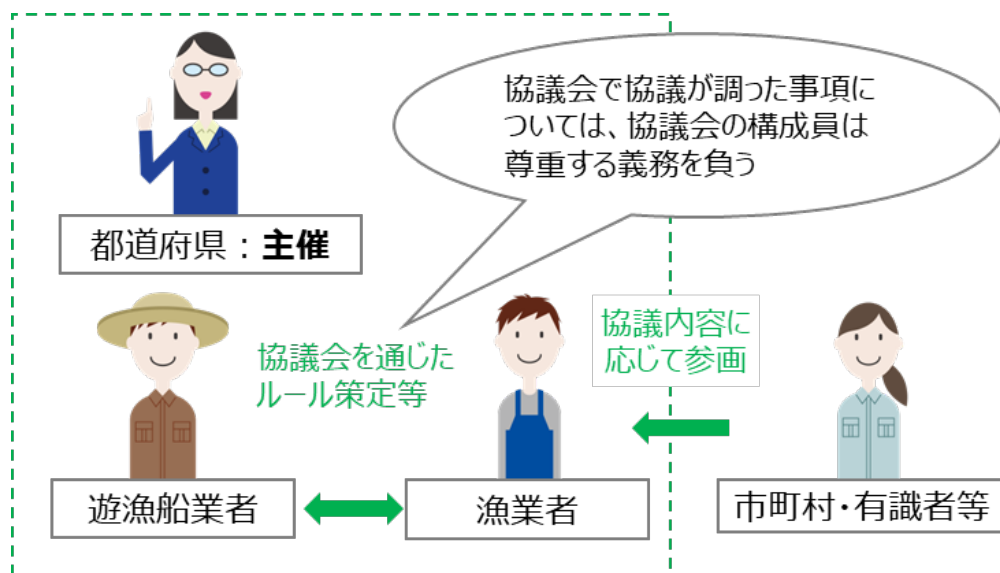 協議会で協議が調った事項に
ついては、協議会の構成員は
尊重する義務を負う
都道府県：主催
協議会を通じた
ルール策定等
協議内容に
応じて参画
遊漁船業者
漁業者
市町村・有識者等